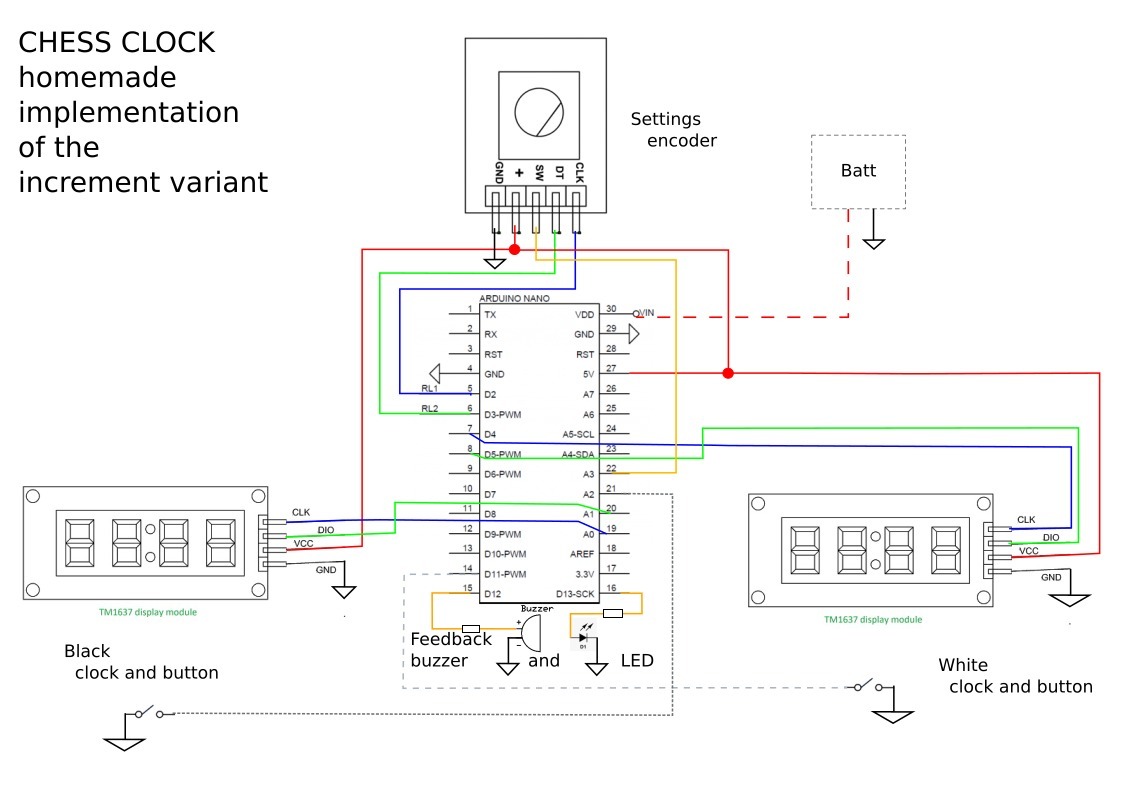 CHESS CLOCK
homemade
implementation
of the
increment variant
Settings
encoder
GND
+
SW
DT
CLK
Batt
ARDUINO NANO
1 TX VDD 30 VIN
2 RX GND 29
3 RST RST 28
4 GND 5V 27
RL1 5 D2 A7 26
RL2 6 D3-PWM A6 25
7 D4 A5-SCL 24
8 D5-PWM A4-SDA 23
9 D6-PWM A3 22
10 D7 A2 21
11 D8 A1 20
12 D9-PWM A0 19
13 D10-PWM AREF 18
14 D11-PWM 3.3V 17
15 D12 D13-SCK 16
CLK
DIO
VCC
GND
TM1637 display module
Black
clock and button
Buzzer
+
-
D1
Feedback
buzzer and LED
CLK
DIO
VCC
GND
TM1637 display module
White
clock and button